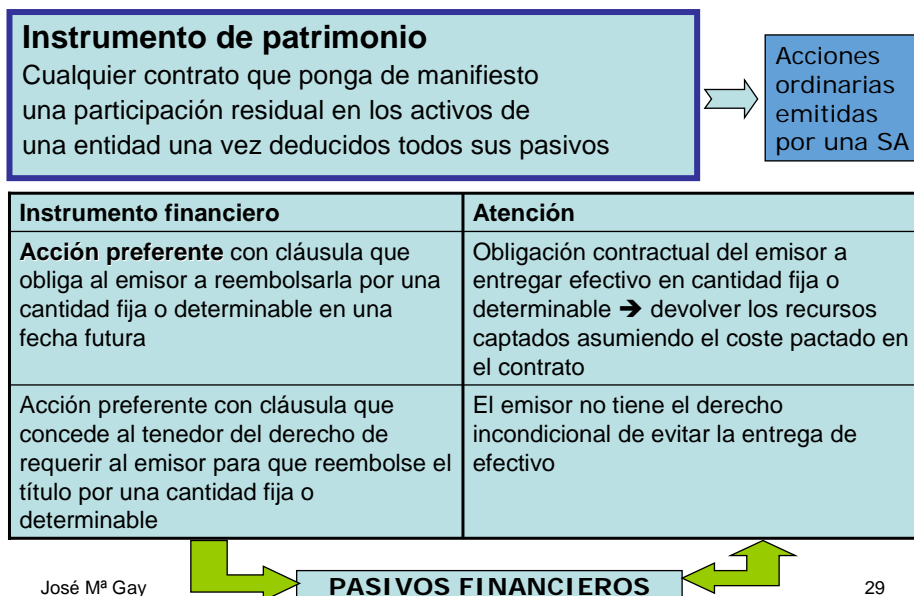 Instrumento de patrimonio
Cualquier contrato que ponga de manifiesto
una participación residual en los activos de
una entidad una vez deducidos todos sus pasivos
Acciones
ordinarias
emitidas
por una SA
Instrumento financiero
Atención
Acción preferente con cláusula que
obliga al emisor a reembolsarla por una
cantidad fija o determinable en una
fecha futura
Obligación contractual del emisor a
entregar efectivo en cantidad fija o
determinable ➔ devolver los recursos
captados asumiendo el coste pactado en
el contrato
Acción preferente con cláusula que
concede al tenedor del derecho de
requerir al emisor para que reembolse el
título por una cantidad fija o
determinable
El emisor no tiene el derecho
incondicional de evitar la entrega de
efectivo
José Mª Gay
PASIVOS FINANCIEROS
29